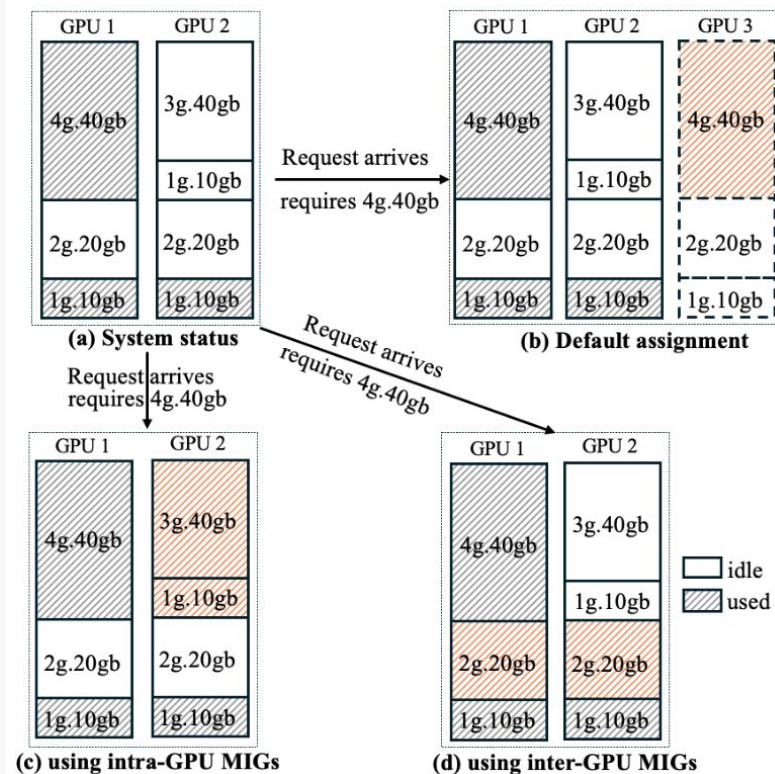 GPU 1
GPU 2
4g.40gb
2g.20gb
1g.10gb
3g.40gb
1g.10gb
2g.20gb
1g.10gb
(a) System status
Request arrives
requires 4g.40gb
GPU 1
GPU 2
GPU 3
4g.40gb
2g.20gb
1g.10gb
3g.40gb
1g.10gb
2g.20gb
1g.10gb
4g.40gb
2g.20gb
1g.10gb
(b) Default assignment
Request arrives
requires 4g.40gb
Request arrives
requires 4g.40gb
GPU 1
GPU 2
4g.40gb
2g.20gb
1g.10gb
3g.40gb
1g.10gb
2g.20gb
1g.10gb
(c) using intra-GPU MIGs
GPU 1
GPU 2
4g.40gb
2g.20gb
1g.10gb
3g.40gb
1g.10gb
2g.20gb
1g.10gb
(d) using inter-GPU MIGs
idle
used